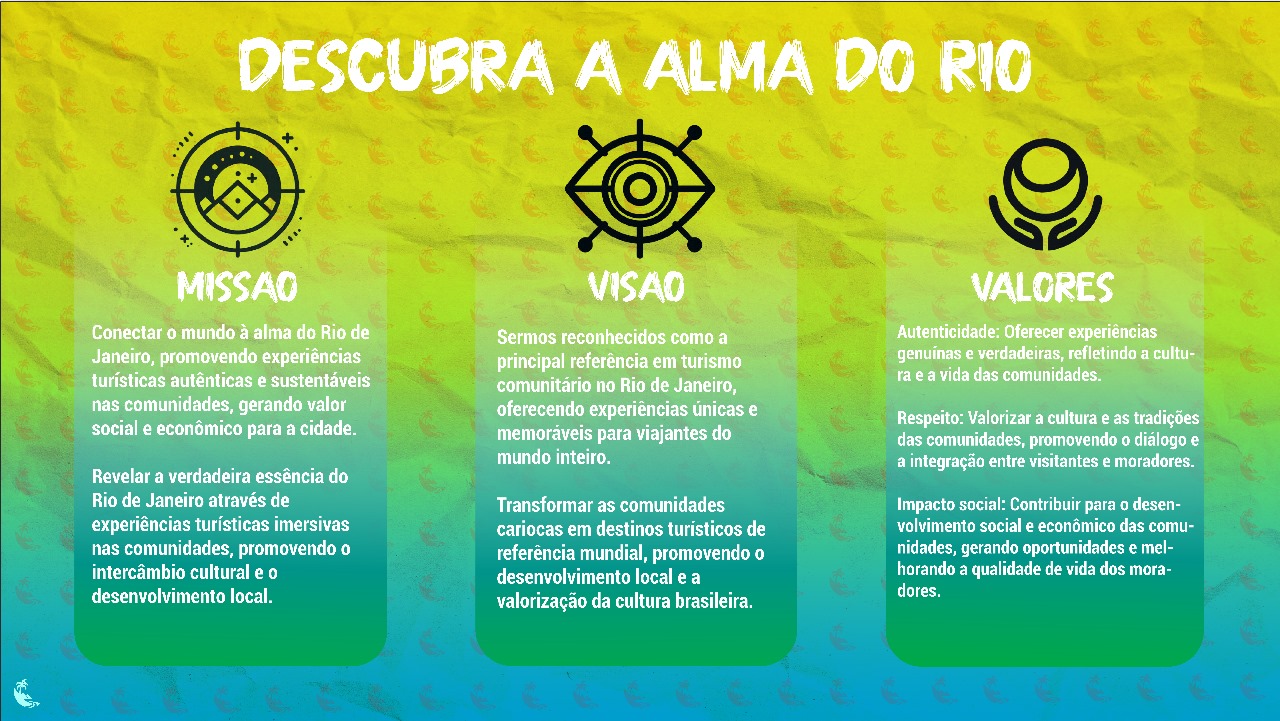 DESCUBRA A ALMA DO RIO
MISSAO
Conectar o mundo à alma do Rio de
Janeiro, promovendo experiências
turísticas autênticas e sustentáveis
nas comunidades, gerando valor
social e econômico para a cidade.
Revelar a verdadeira essência do
Rio de Janeiro através de
experiências turísticas imersivas
nas comunidades, promovendo o
intercâmbio cultural e o
desenvolvimento local.
VISAO
Sermos reconhecidos como a
principal referência em turismo
comunitário no Rio de Janeiro,
oferecendo experiências únicas e
memoráveis para viajantes do
mundo inteiro.
Transformar as comunidades
cariocas em destinos turísticos de
referência mundial, promovendo o
desenvolvimento local e a
valorização da cultura brasileira.
VALORES
Autenticidade: Oferecer experiências
genuínas e verdadeiras, refletindo a cultu-
ra e a vida das comunidades.
Respeito: Valorizar a cultura e as tradições
das comunidades, promovendo o diálogo e
a integração entre visitantes e moradores.
Impacto social: Contribuir para o desen-
volvimento social e econômico das comu-
nidades, gerando oportunidades e mel-
horando a qualidade de vida dos mora-
dores.